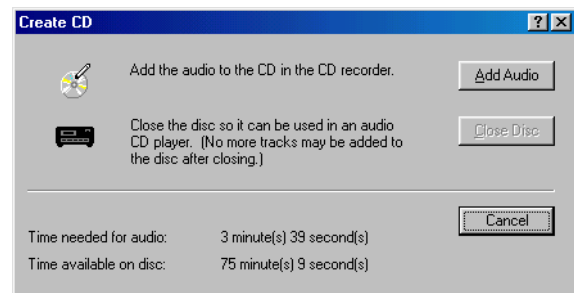 Create CD
Add the audio to the CD in the CD recorder.
Add Audio
Close the disc so it can be used in an audio
CD player. (No more tracks may be added to
the disc after closing.)
Close Disc
Cancel
Time needed for audio: 3 minute(s) 39 second(s)
Time available on disc: 75 minute(s) 9 second(s)